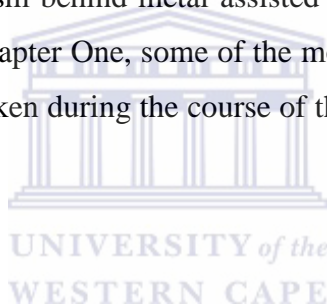 sm behind metal assisted
apter One, some of the mo
ken during the course of th
UNIVERSITY of the
WESTERN CAPE